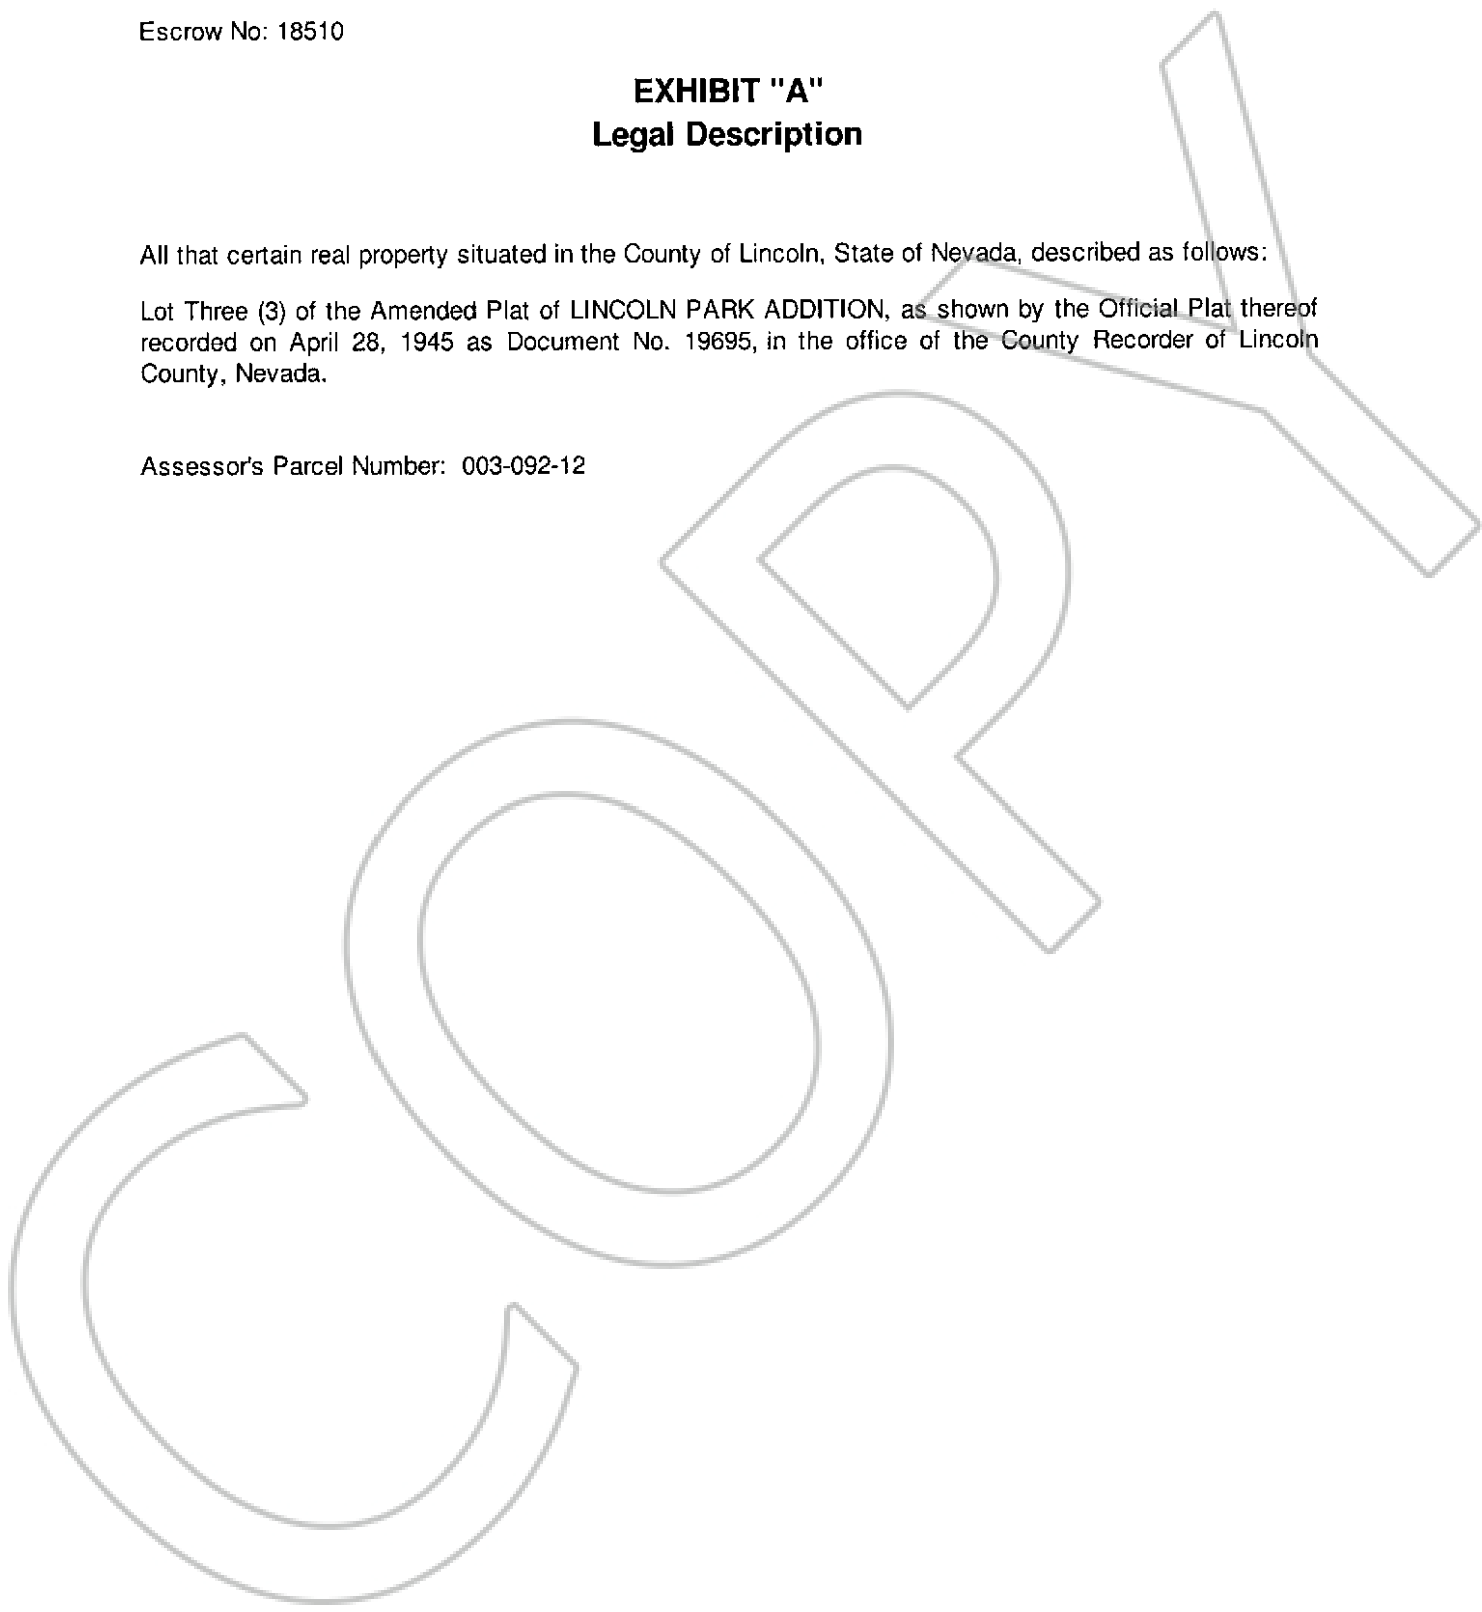 Escrow No: 18510
EXHIBIT "A"
Legal Description
All that certain real property situated in the County of Lincoln, State of Nevada, described as follows:
Lot Three (3) of the Amended Plat of LINCOLN PARK ADDITION, as shown by the Official Plat thereof
recorded on April 28, 1945 as Document No. 19695, in the office of the County Recorder of Lincoln
County, Nevada.
Assessor's Parcel Number: 003-092-12
COPY